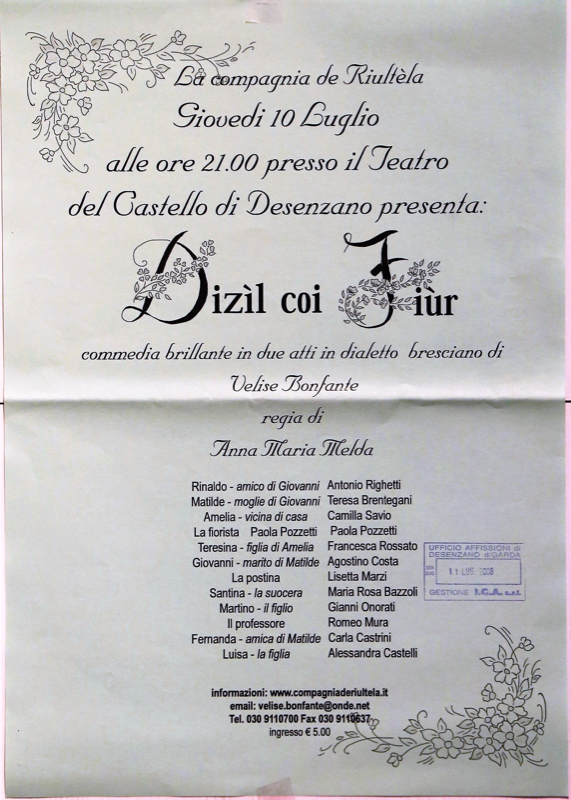 La compagnia de Riultèla
Giovedì 10 Luglio
alle ore 21.00 presso il Teatro
del Castello di Desenzano presenta:
Dizìl coi Fiùr
commedia brillante in due atti in dialetto bresciano di
Velise Bonfante
regia di
Anna Maria Melda
Rinaldo - amico di Giovanni Antonio Righetti
Matilde - moglie di Giovanni Teresa Brentegani
Amelia - vicina di casa Camilla Savio
La fiorista Paola Pozzetti Paola Pozzetti
Teresina - figlia di Amelia Francesca Rossato
Giovanni - marito di Matilde Agostino Costa
La postina Lisetta Marzi
Santina - la suocera Maria Rosa Bazzoli
Martino - il figlio Gianni Onorati
Il professore Romeo Mura
Fernanda - amica di Matilde Carla Castrini
Luisa - la figlia Alessandra Castelli
UFFICIO AFFISSIONI di
DESENZANO d/GARDA
11 LUG. 2008
GESTIONE I.C.A. s.r.l.
informazioni: www.compagniaderiultela.it
email: velise.bonfante@onde.net
Tel. 030 9110700 Fax 030 9110637
ingresso € 5.00